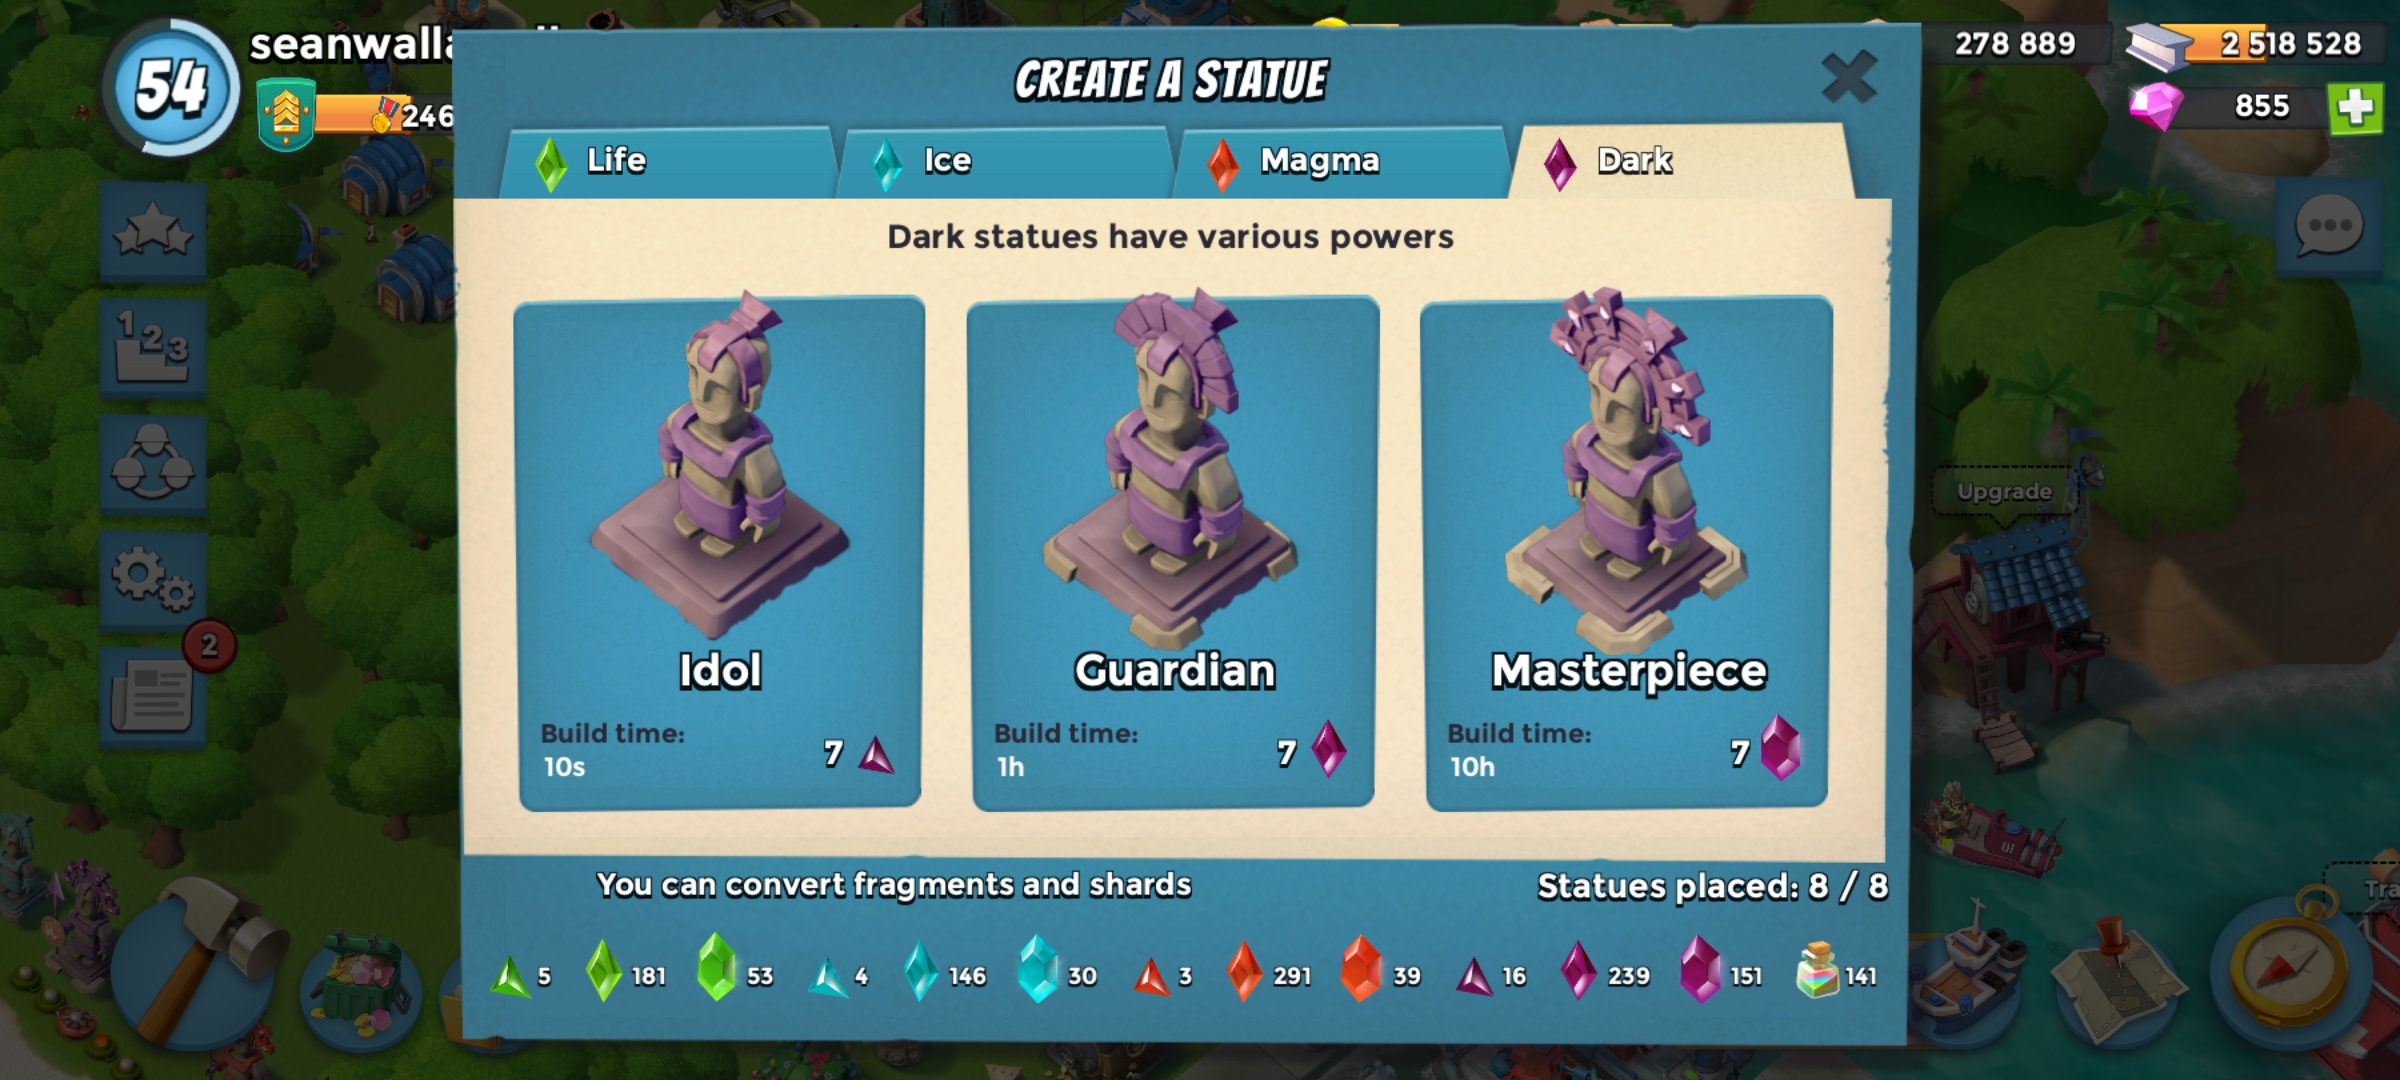 54
246
278 889
2 518 528
855
CREATE A STATUE
Life
Ice
Magma
Dark
Dark statues have various powers
1 2 3
2
Idol
Build time:
10s
7
Guardian
Build time:
1h
7
Masterpiece
Build time:
10h
7
Upgrade
You can convert fragments and shards
Statues placed: 8 / 8
5 181 53 4 146 30 3 291 39 16 239 151 141